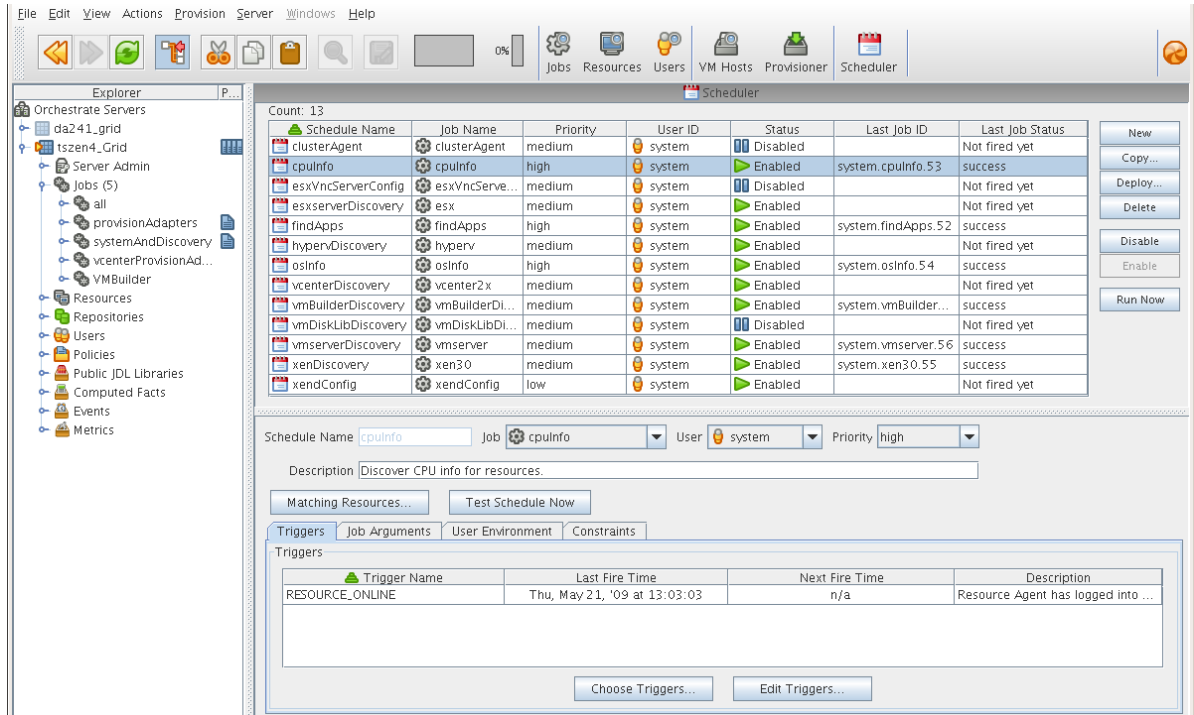 File Edit View Actions Provision Server Windows Help
0%
Jobs Resources Users VM Hosts Provisioner Scheduler
Explorer P...
Orchestrate Servers
da241_grid
tszen4_Grid
Server Admin
Jobs (5)
all
provisionAdapters
systemAndDiscovery
vcenterProvisionAd...
VMBuilder
Resources
Repositories
Users
Policies
Public JDL Libraries
Computed Facts
Events
Metrics
Scheduler
Count: 13
Schedule Name Job Name Priority User ID Status Last Job ID Last Job Status
clusterAgent clusterAgent medium system Disabled Not fired yet
cpuInfo cpuInfo high system Enabled system.cpuInfo.53 success
esxVncServerConfig esxVncServe... medium system Disabled Not fired yet
esxserverDiscovery esx medium system Enabled Not fired yet
findApps findApps high system Enabled system.findApps.52 success
hypervDiscovery hyperv medium system Enabled Not fired yet
osInfo osInfo high system Enabled system.osInfo.54 success
vcenterDiscovery vcenter2x medium system Enabled Not fired yet
vmBuilderDiscovery vmBuilderDi... medium system Enabled system.vmBuilder... success
vmDiskLibDiscovery vmDiskLibDi... medium system Disabled Not fired yet
vmserverDiscovery vmserver medium system Enabled system.vmserver.56 success
xenDiscovery xen30 medium system Enabled system.xen30.55 success
xendConfig xendConfig low system Enabled Not fired yet
New
Copy...
Deploy...
Delete
Disable
Enable
Run Now
Schedule Name cpuInfo Job cpuInfo User system Priority high
Description Discover CPU info for resources.
Matching Resources... Test Schedule Now
Triggers Job Arguments User Environment Constraints
Triggers
Trigger Name Last Fire Time Next Fire Time Description
RESOURCE_ONLINE Thu, May 21, '09 at 13:03:03 n/a Resource Agent has logged into ...
Choose Triggers... Edit Triggers...